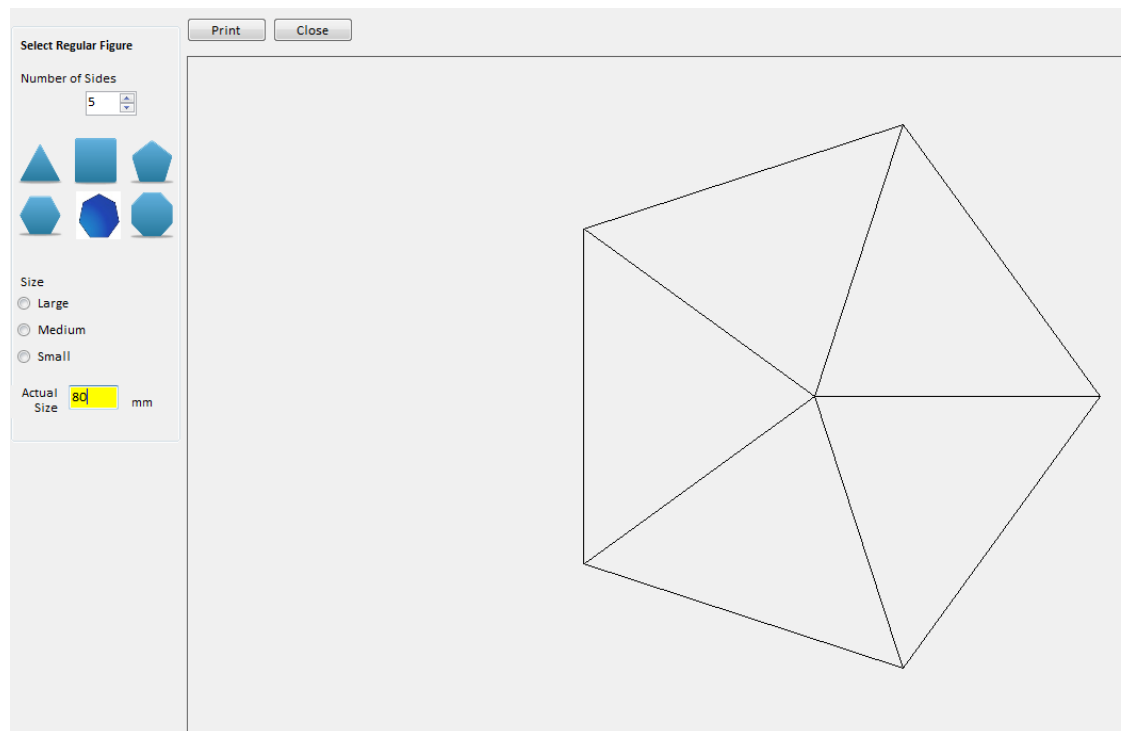 Print Close
Select Regular Figure
Number of Sides
5
Size
Large
Medium
Small
Actual Size 80 mm